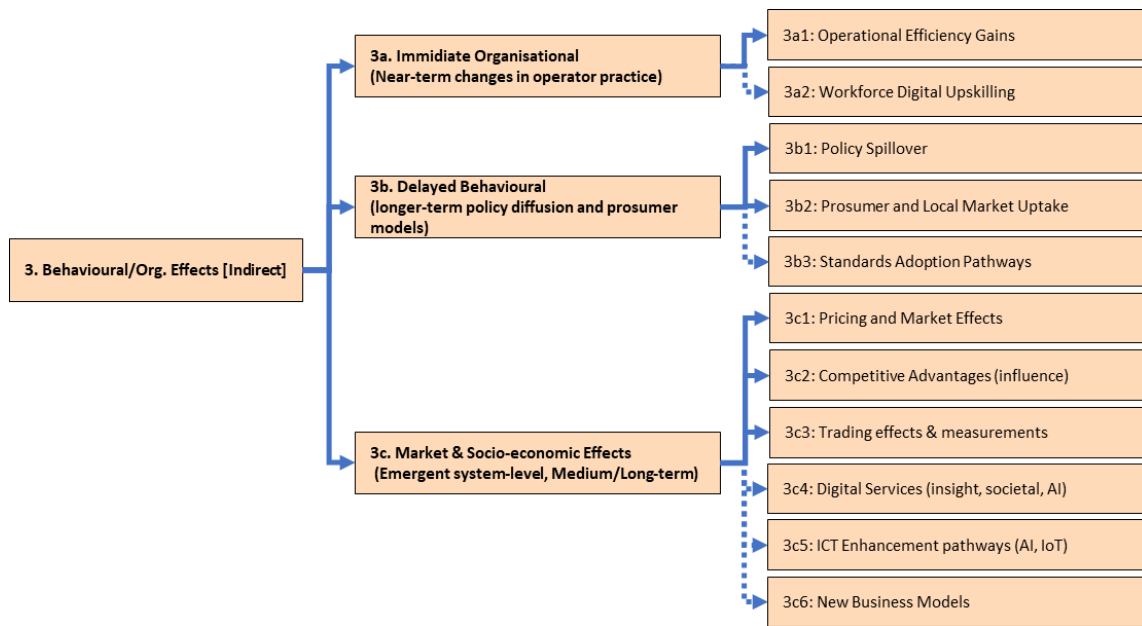 3. Behavioural/Org. Effects [Indirect]
3a. Immidiate Organisational
(Near-term changes in operator practice)
3a1: Operational Efficiency Gains
3a2: Workforce Digital Upskilling
3b. Delayed Behavioural
(longer-term policy diffusion and prosumer
models)
3b1: Policy Spillover
3b2: Prosumer and Local Market Uptake
3b3: Standards Adoption Pathways
3c. Market & Socio-economic Effects
(Emergent system-level, Medium/Long-term)
3c1: Pricing and Market Effects
3c2: Competitive Advantages (influence)
3c3: Trading effects & measurements
3c4: Digital Services (insight, societal, AI)
3c5: ICT Enhancement pathways (AI, IoT)
3c6: New Business Models